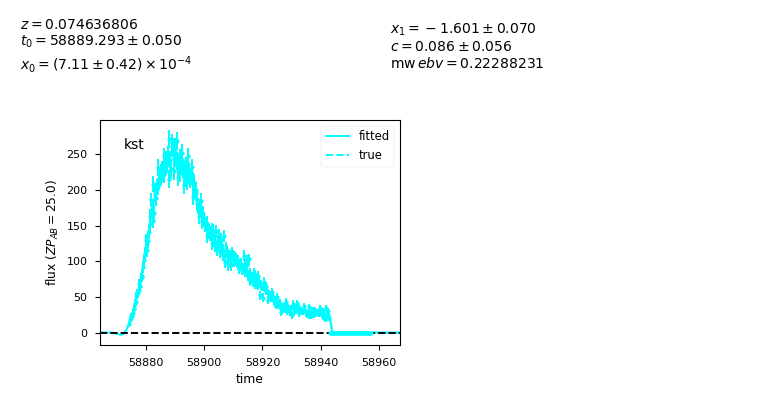 z = 0.074636806
t₀ = 58889.293 ± 0.050
x₀ = (7.11 ± 0.42) × 10⁻⁴
x₁ = −1.601 ± 0.070
c = 0.086 ± 0.056
mw ebv = 0.22288231
kst
fitted
true
flux (ZP_AB = 25.0)
250
200
150
100
50
0
58880 58900 58920 58940 58960
time